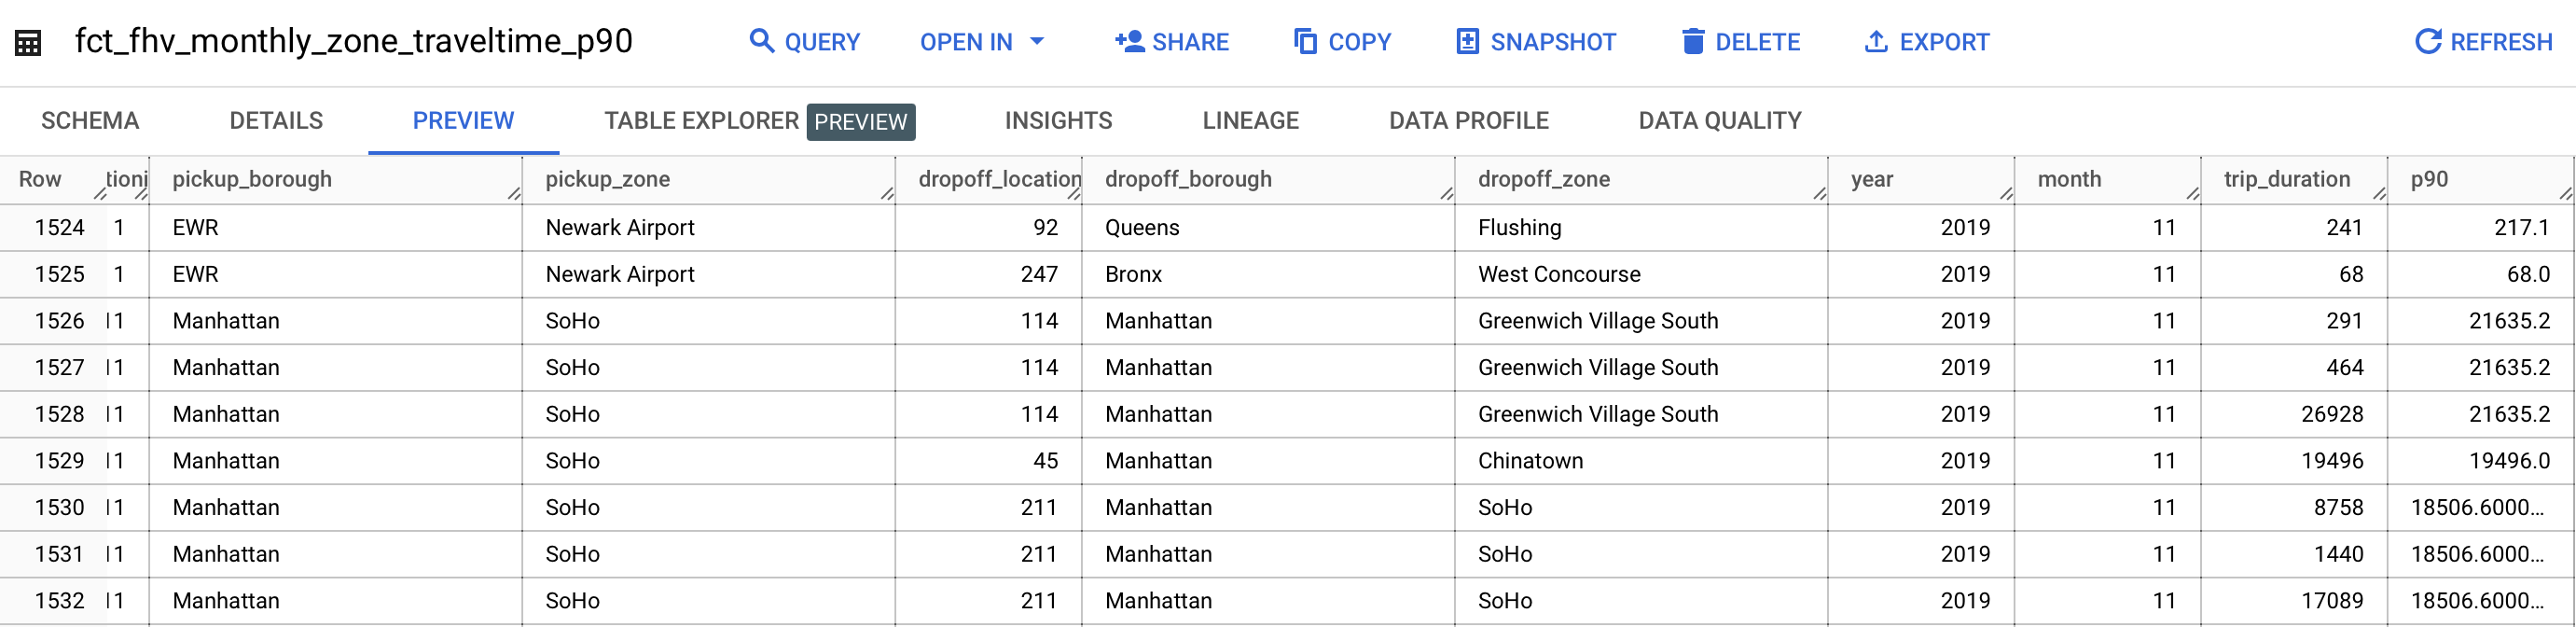 fct_fhv_monthly_zone_traveltime_p90 QUERY OPEN IN SHARE COPY SNAPSHOT DELETE EXPORT REFRESH
SCHEMA DETAILS PREVIEW TABLE EXPLORER PREVIEW INSIGHTS LINEAGE DATA PROFILE DATA QUALITY
Row tioni pickup_borough pickup_zone dropoff_location dropoff_borough dropoff_zone year month trip_duration p90
1524 1 EWR Newark Airport 92 Queens Flushing 2019 11 241 217.1
1525 1 EWR Newark Airport 247 Bronx West Concourse 2019 11 68 68.0
1526 11 Manhattan SoHo 114 Manhattan Greenwich Village South 2019 11 291 21635.2
1527 11 Manhattan SoHo 114 Manhattan Greenwich Village South 2019 11 464 21635.2
1528 11 Manhattan SoHo 114 Manhattan Greenwich Village South 2019 11 26928 21635.2
1529 11 Manhattan SoHo 45 Manhattan Chinatown 2019 11 19496 19496.0
1530 11 Manhattan SoHo 211 Manhattan SoHo 2019 11 8758 18506.6000...
1531 11 Manhattan SoHo 211 Manhattan SoHo 2019 11 1440 18506.6000...
1532 11 Manhattan SoHo 211 Manhattan SoHo 2019 11 17089 18506.6000...